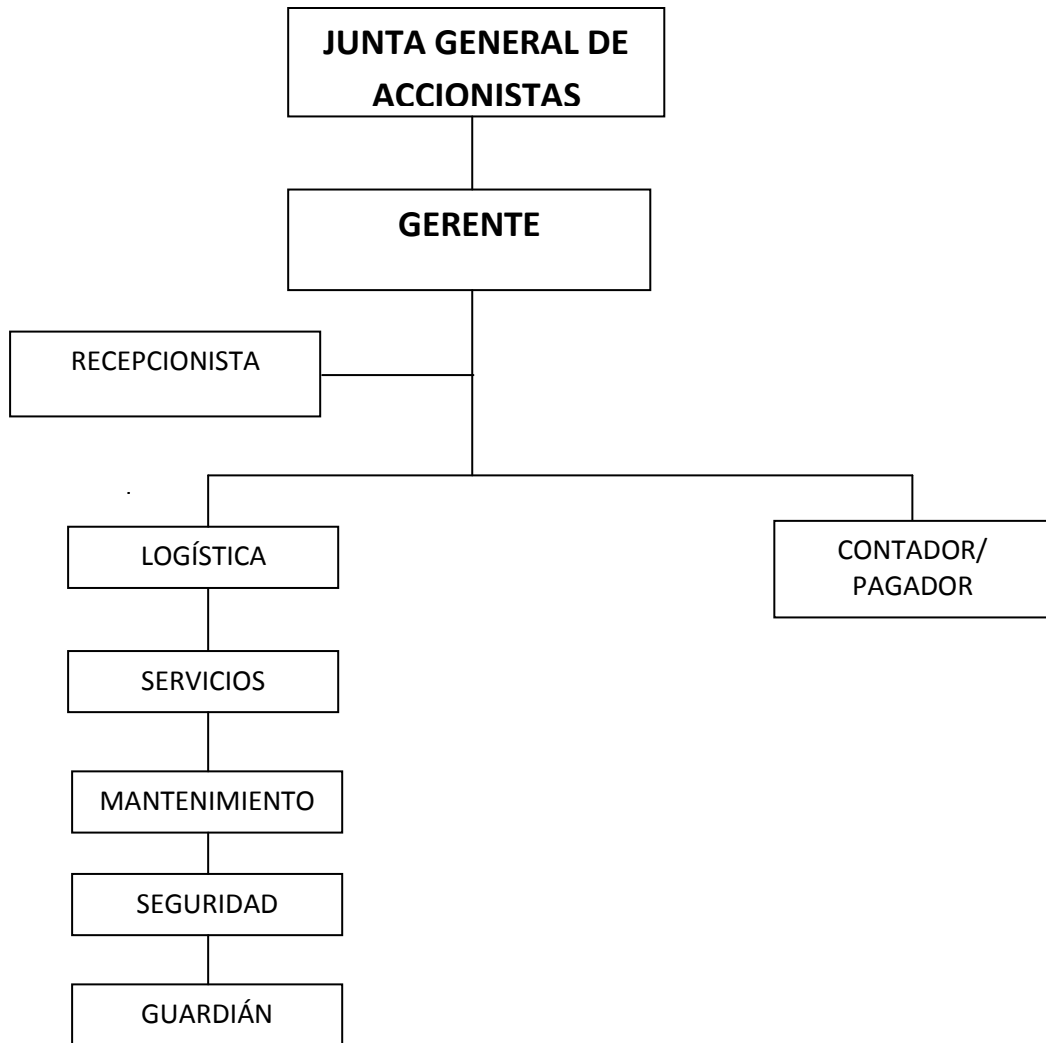 JUNTA GENERAL DE
ACCIONISTAS
GERENTE
RECEPCIONISTA
.
LOGÍSTICA
CONTADOR/
PAGADOR
SERVICIOS
MANTENIMIENTO
SEGURIDAD
GUARDIÁN